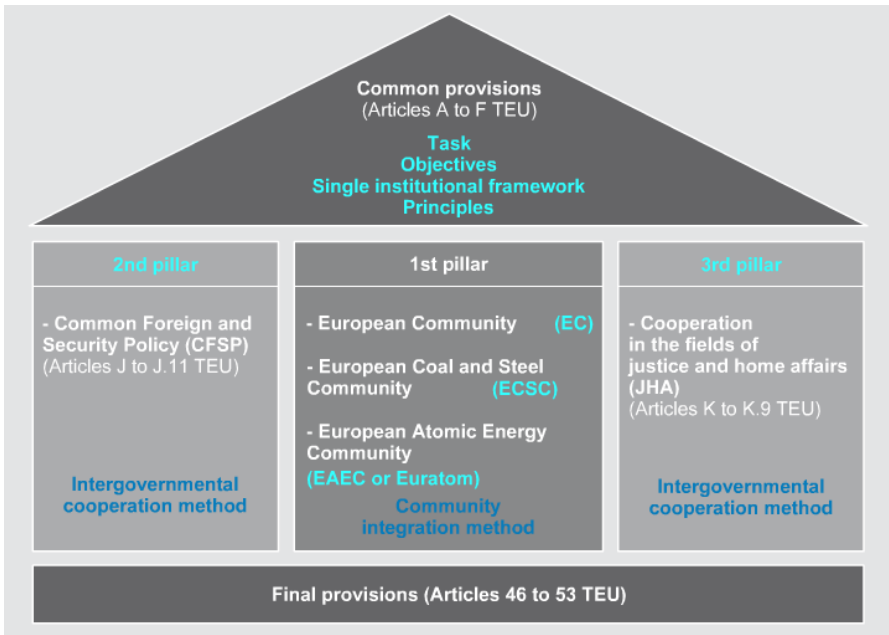 Common provisions
(Articles A to F TEU)
Task
Objectives
Single institutional framework
Principles
2nd pillar
- Common Foreign and
Security Policy (CFSP)
(Articles J to J.11 TEU)
Intergovernmental
cooperation method
1st pillar
- European Community (EC)
- European Coal and Steel
Community (ECSC)
- European Atomic Energy
Community
(EAEC or Euratom)
Community
integration method
3rd pillar
- Cooperation
in the fields of
justice and home affairs
(JHA)
(Articles K to K.9 TEU)
Intergovernmental
cooperation method
Final provisions (Articles 46 to 53 TEU)